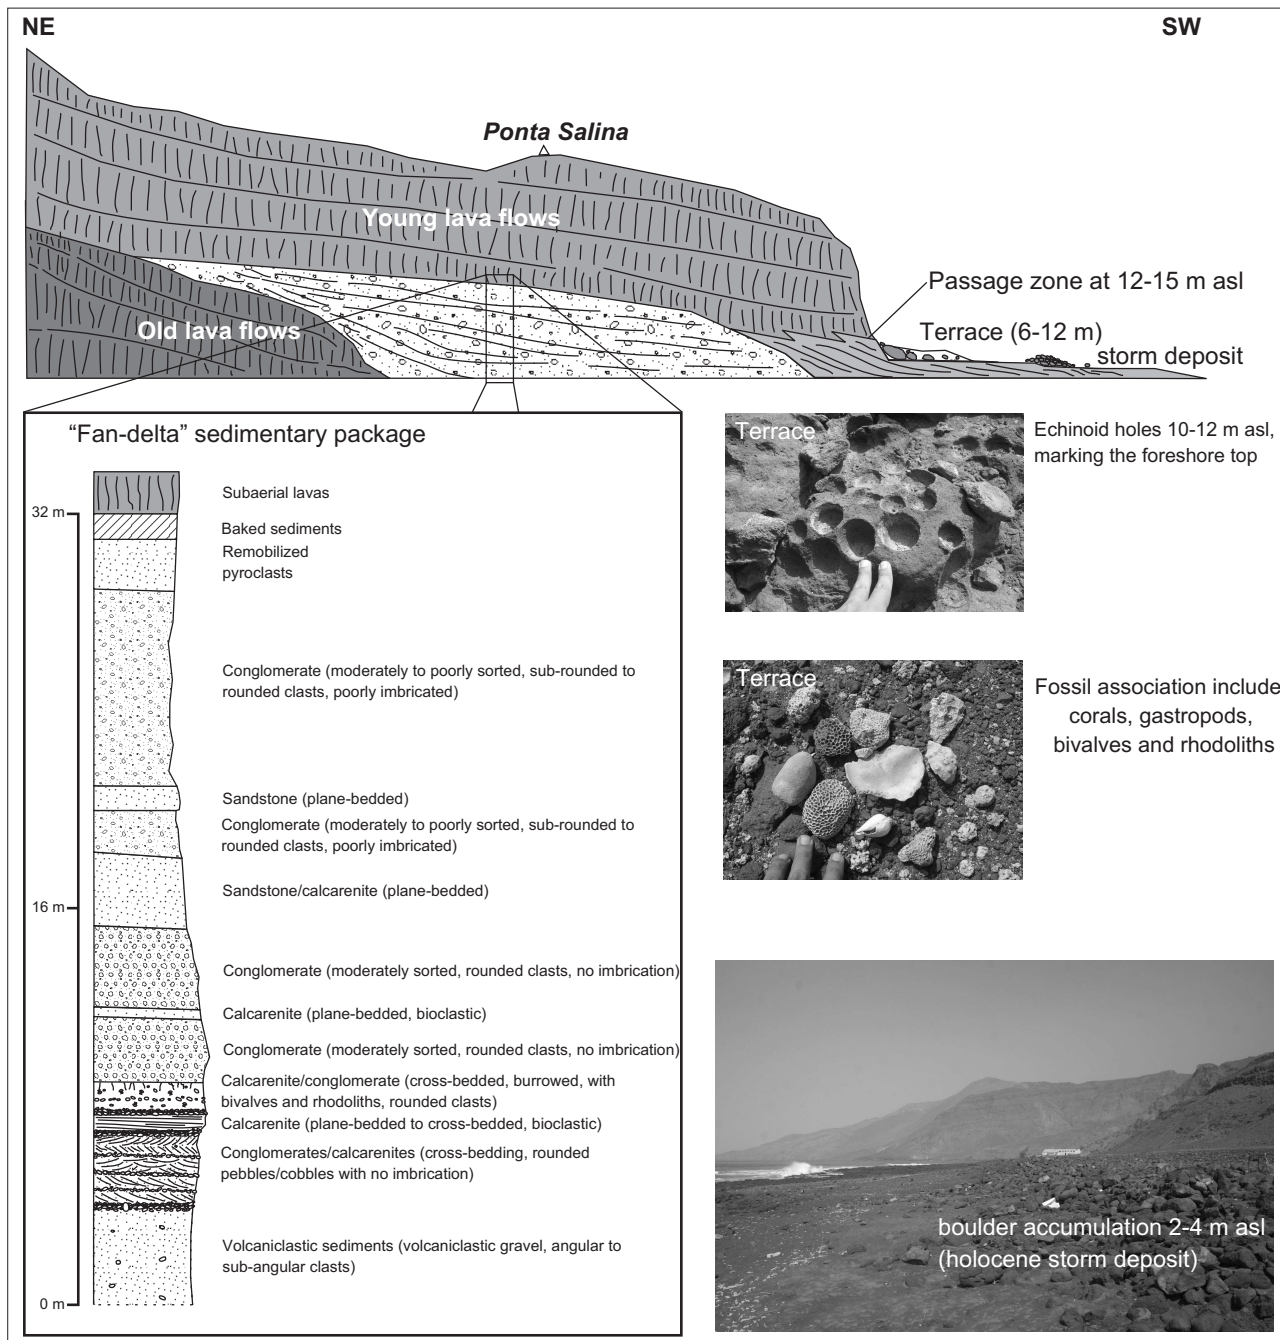 NE
SW
Ponta Salina
Young lava flows
Old lava flows
Passage zone at 12-15 m asl
Terrace (6-12 m)
storm deposit
“Fan-delta” sedimentary package
Subaerial lavas
32 m
Baked sediments
Remobilized
pyroclasts
Conglomerate (moderately to poorly sorted, sub-rounded to
rounded clasts, poorly imbricated)
Sandstone (plane-bedded)
Conglomerate (moderately to poorly sorted, sub-rounded to
rounded clasts, poorly imbricated)
Sandstone/calcarenite (plane-bedded)
16 m
Conglomerate (moderately sorted, rounded clasts, no imbrication)
Calcarenite (plane-bedded, bioclastic)
Conglomerate (moderately sorted, rounded clasts, no imbrication)
Calcarenite/conglomerate (cross-bedded, burrowed, with
bivalves and rhodoliths, rounded clasts)
Calcarenite (plane-bedded to cross-bedded, bioclastic)
Conglomerates/calcarenites (cross-bedding, rounded
pebbles/cobbles with no imbrication)
Volcaniclastic sediments (volcaniclastic gravel, angular to
sub-angular clasts)
0 m
Terrace
Echinoid holes 10-12 m asl,
marking the foreshore top
Terrace
Fossil association include
corals, gastropods,
bivalves and rhodoliths
boulder accumulation 2-4 m asl
(holocene storm deposit)